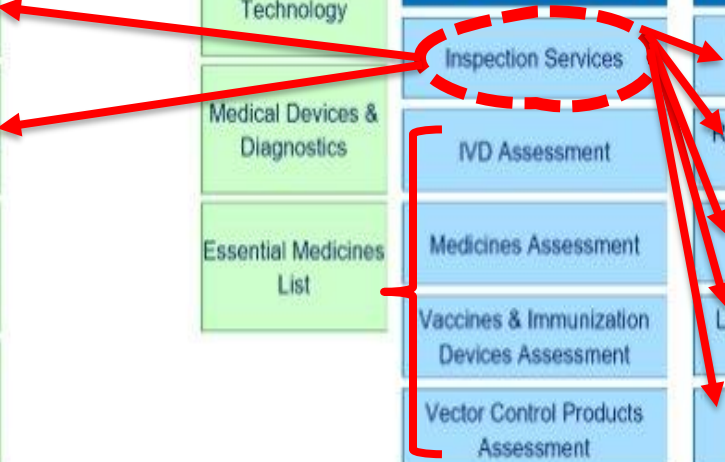 Technology
Medical Devices &
Diagnostics
Essential Medicines
List
Inspection Services
IVD Assessment
Medicines Assessment
Vaccines & Immunization
Devices Assessment
Vector Control Products
Assessment